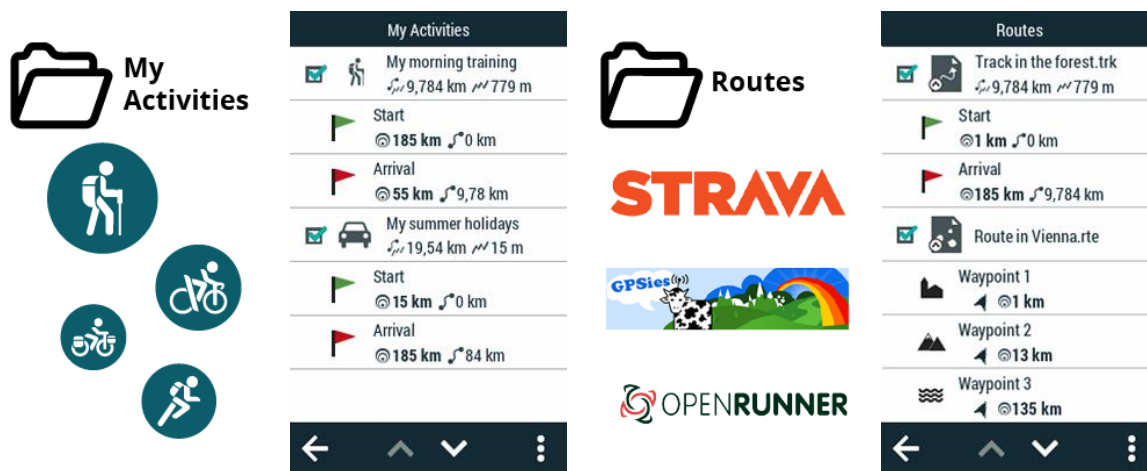 My
Activities
My Activities
My morning training
9,784 km 779 m
Start
185 km 0 km
Arrival
55 km 9,78 km
My summer holidays
19,54 km 15 m
Start
15 km 0 km
Arrival
185 km 84 km
Routes
STRAVA
GPSies
OPENRUNNER
Routes
Track in the forest.trk
9,784 km 779 m
Start
1 km 0 km
Arrival
185 km 9,784 km
Route in Vienna.rte
Waypoint 1
1 km
Waypoint 2
13 km
Waypoint 3
135 km